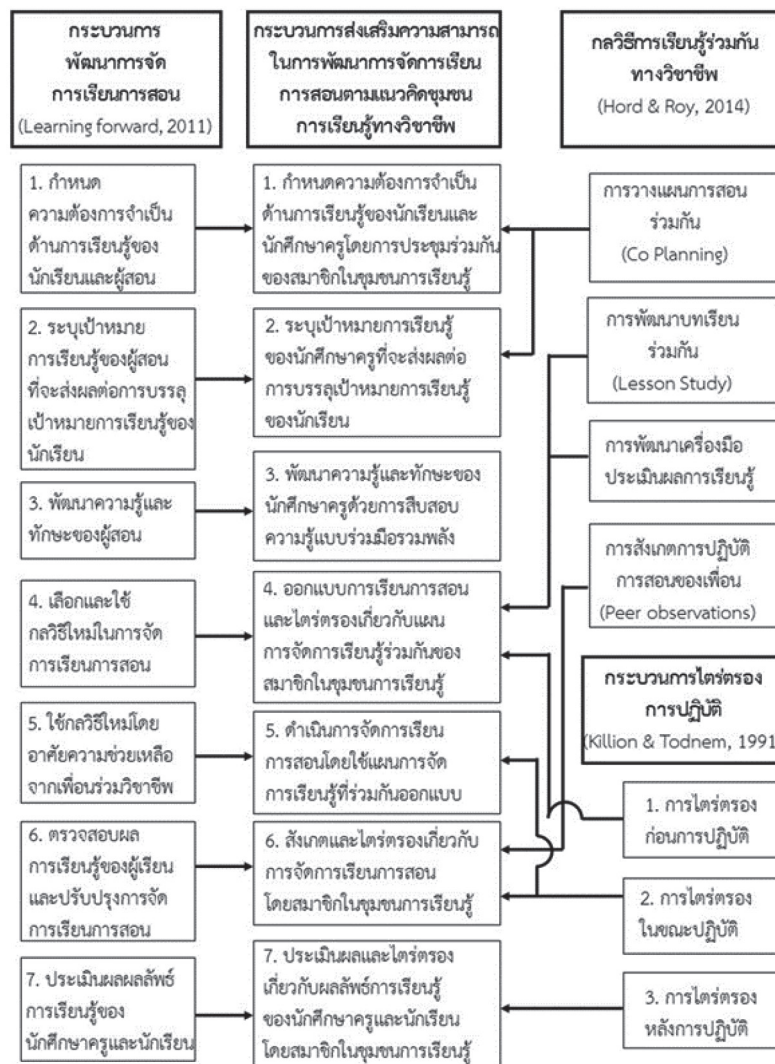 กระบวนการ
พัฒนาการจัด
การเรียนการสอน
(Learning forward, 2011)
1. กำหนด
ความต้องการจำเป็น
ด้านการเรียนรู้ของ
นักเรียนและผู้สอน
2. ระบุเป้าหมาย
การเรียนรู้ของผู้สอน
ที่จะส่งผลต่อการบรรลุ
เป้าหมายการเรียนรู้ของ
นักเรียน
3. พัฒนาความรู้และ
ทักษะของผู้สอน
4. เลือกและใช้
กลวิธีใหม่ในการจัด
การเรียนการสอน
5. ใช้กลวิธีใหม่โดย
อาศัยความช่วยเหลือ
จากเพื่อนร่วมวิชาชีพ
6. ตรวจสอบผล
การเรียนรู้ของผู้เรียน
และปรับปรุงการจัด
การเรียนการสอน
7. ประเมินผลผลลัพธ์
การเรียนรู้ของ
นักศึกษาครูและนักเรียน
กระบวนการส่งเสริมความสามารถ
ในการพัฒนาการจัดการเรียน
การสอนตามแนวคิดชุมชน
การเรียนรู้ทางวิชาชีพ
1. กำหนดความต้องการจำเป็น
ด้านการเรียนรู้ของนักเรียนและ
นักศึกษาครูโดยการประชุมร่วมกัน
ของสมาชิกในชุมชนการเรียนรู้
2. ระบุเป้าหมายการเรียนรู้
ของนักศึกษาครูที่จะส่งผลต่อ
การบรรลุเป้าหมายการเรียนรู้
ของนักเรียน
3. พัฒนาความรู้และทักษะของ
นักศึกษาครูด้วยการสืบสอบ
ความรู้แบบร่วมมือรวมพลัง
4. ออกแบบการเรียนการสอน
และไตร่ตรองเกี่ยวกับแผน
การจัดการเรียนรู้ร่วมกันของ
สมาชิกในชุมชนการเรียนรู้
5. ดำเนินการจัดการเรียน
การสอนโดยใช้แผนการจัด
การเรียนรู้ที่ร่วมกันออกแบบ
6. สังเกตและไตร่ตรองเกี่ยวกับ
การจัดการเรียนการสอน
โดยสมาชิกในชุมชนการเรียนรู้
7. ประเมินผลและไตร่ตรอง
เกี่ยวกับผลลัพธ์การเรียนรู้
ของนักศึกษาครูและนักเรียน
โดยสมาชิกในชุมชนการเรียนรู้
กลวิธีการเรียนรู้ร่วมกัน
ทางวิชาชีพ
(Hord & Roy, 2014)
การวางแผนการสอน
ร่วมกัน
(Co Planning)
การพัฒนาบทเรียน
ร่วมกัน
(Lesson Study)
การพัฒนาเครื่องมือ
ประเมินผลการเรียนรู้
การสังเกตการปฏิบัติ
การสอนของเพื่อน
(Peer observations)
กระบวนการไตร่ตรอง
การปฏิบัติ
(Killion & Todnem, 1991)
1. การไตร่ตรอง
ก่อนการปฏิบัติ
2. การไตร่ตรอง
ในขณะปฏิบัติ
3. การไตร่ตรอง
หลังการปฏิบัติ